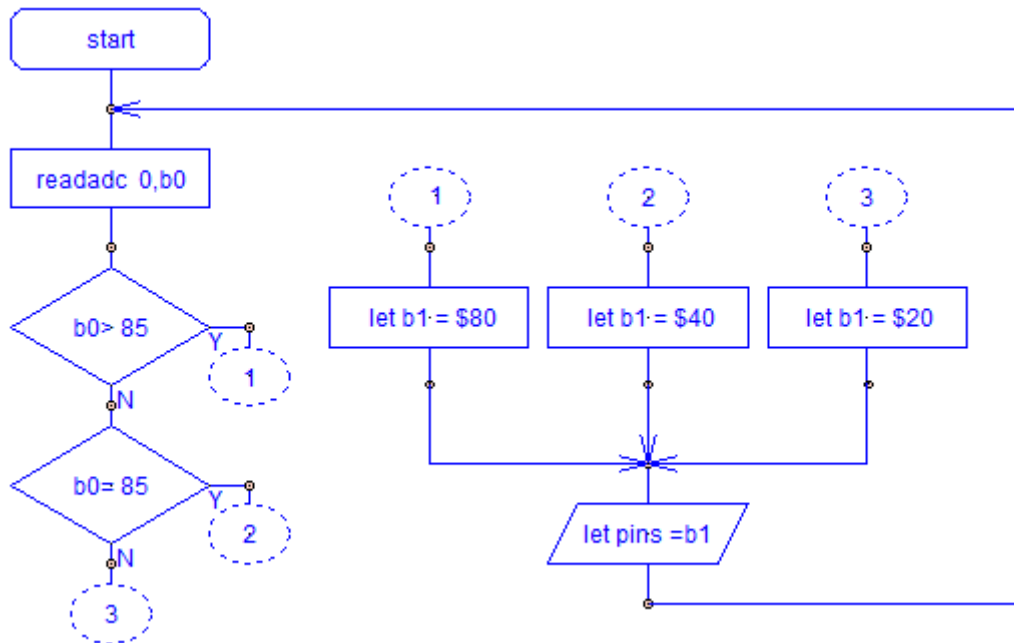 start
readadc 0,b0
b0> 85
Y
1
N
b0= 85
Y
2
N
3
1
2
3
let b1 = $80
let b1 = $40
let b1 = $20
let pins =b1